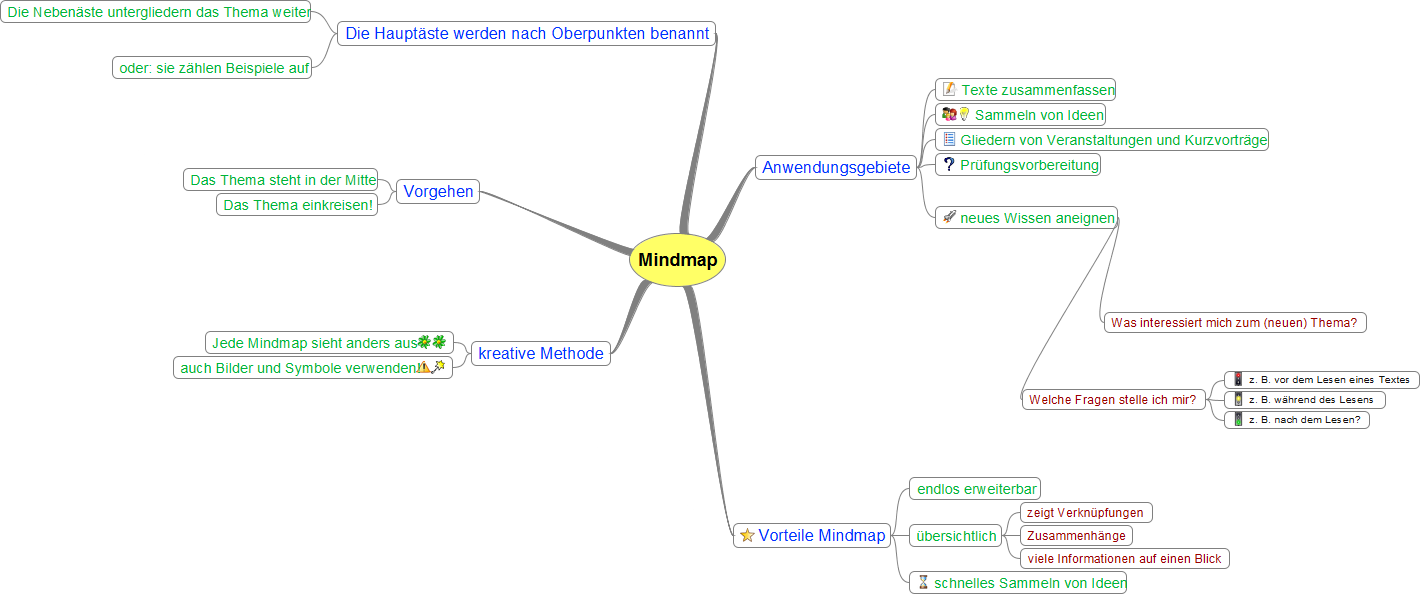 Mindmap
Die Hauptäste werden nach Oberpunkten benannt
Die Nebenäste untergliedern das Thema weiter
oder: sie zählen Beispiele auf
Vorgehen
Das Thema steht in der Mitte
Das Thema einkreisen!
kreative Methode
Jede Mindmap sieht anders aus
auch Bilder und Symbole verwenden
Anwendungsgebiete
Texte zusammenfassen
Sammeln von Ideen
Gliedern von Veranstaltungen und Kurzvorträge
Prüfungsvorbereitung
neues Wissen aneignen
Was interessiert mich zum (neuen) Thema?
Welche Fragen stelle ich mir?
z. B. vor dem Lesen eines Textes
z. B. während des Lesens
z. B. nach dem Lesen?
Vorteile Mindmap
endlos erweiterbar
übersichtlich
zeigt Verknüpfungen
Zusammenhänge
viele Informationen auf einen Blick
schnelles Sammeln von Ideen